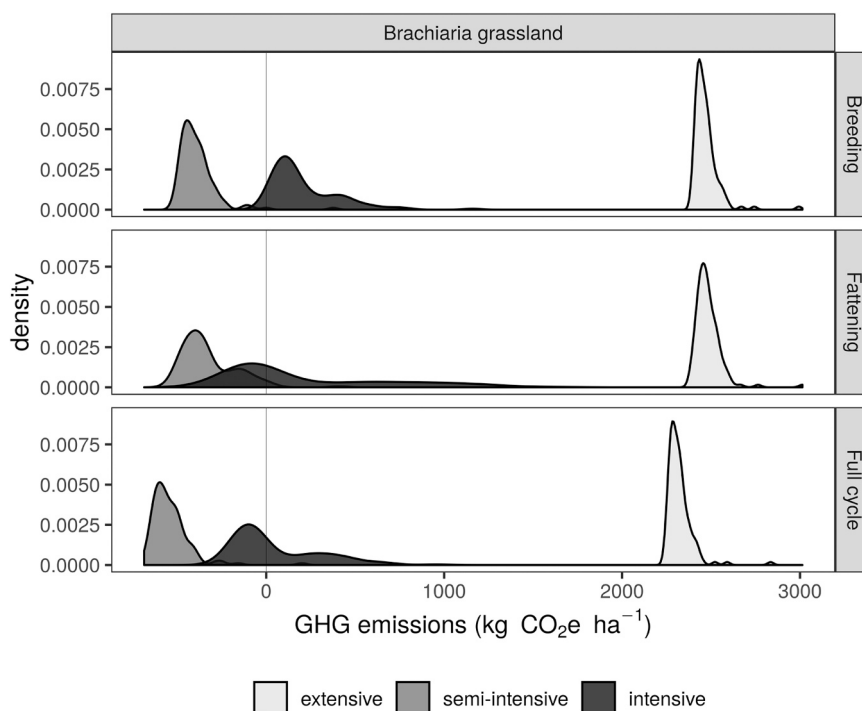 Brachiaria grassland
density
0.0075
0.0050
0.0025
0.0000
Breeding
0.0075
0.0050
0.0025
0.0000
Fattening
0.0075
0.0050
0.0025
0.0000
Full cycle
0 1000 2000 3000
GHG emissions (kg CO₂e ha⁻¹)
extensive semi-intensive intensive